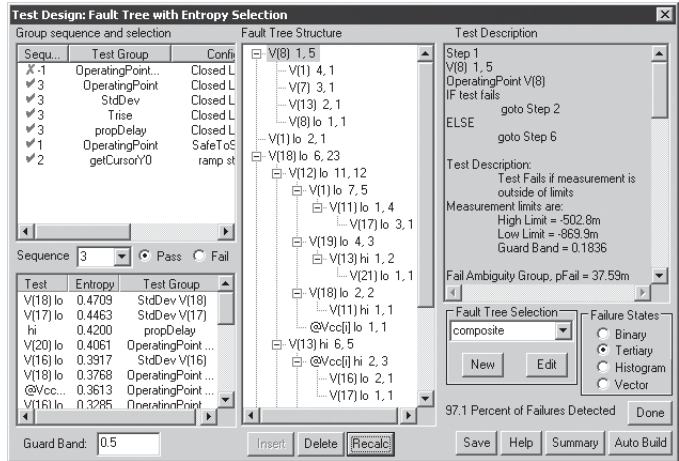 Test Design: Fault Tree with Entropy Selection
Group sequence and selection
Sequ... Test Group Config
-1 OperatingPoint... Closed L
3 OperatingPoint Closed L
3 StdDev Closed L
3 Trise Closed L
3 propDelay Closed L
1 OperatingPoint SafeToS
2 getCursorY0 ramp st
Sequence 3 Pass Fail
Test Entropy Test Group
V(18) lo 0.4709 StdDev V(18)
V(17) lo 0.4463 StdDev V(17)
hi 0.4200 propDelay
V(20) lo 0.4061 OperatingPoint ...
V(16) lo 0.3917 StdDev V(16)
V(18) lo 0.3768 OperatingPoint ...
@Vcc... 0.3613 OperatingPoint ...
V(16) lo 0.3285 OperatingPoint ...
Guard Band: 0.5
Fault Tree Structure
V(8) 1, 5
V(1) 4, 1
V(7) 3, 1
V(13) 2, 1
V(8) lo 1, 1
V(1) lo 2, 1
V(18) lo 6, 23
V(12) lo 11, 12
V(1) lo 7, 5
V(11) lo 1, 4
V(17) lo 3, 1
V(19) lo 4, 3
V(13) hi 1, 2
V(21) lo 1, 1
V(18) lo 2, 2
V(11) hi 1, 1
@Vcc[i] lo 1, 1
V(13) hi 6, 5
@Vcc[i] hi 2, 3
V(16) lo 2, 1
V(17) lo 1, 1
Insert Delete Recalc
Test Description
Step 1
V(8) 1, 5
OperatingPoint V(8)
IF test fails
goto Step 2
ELSE
goto Step 6
Test Description:
Test Fails if measurement is
outside of limits
Measurement limits are:
High Limit = -502.8m
Low Limit = -869.9m
Guard Band = 0.1836
Fail Ambiguity Group, pFail = 37.59m
Fault Tree Selection
composite
New Edit
Failure States
Binary
Tertiary
Histogram
Vector
97.1 Percent of Failures Detected Done
Save Help Summary Auto Build